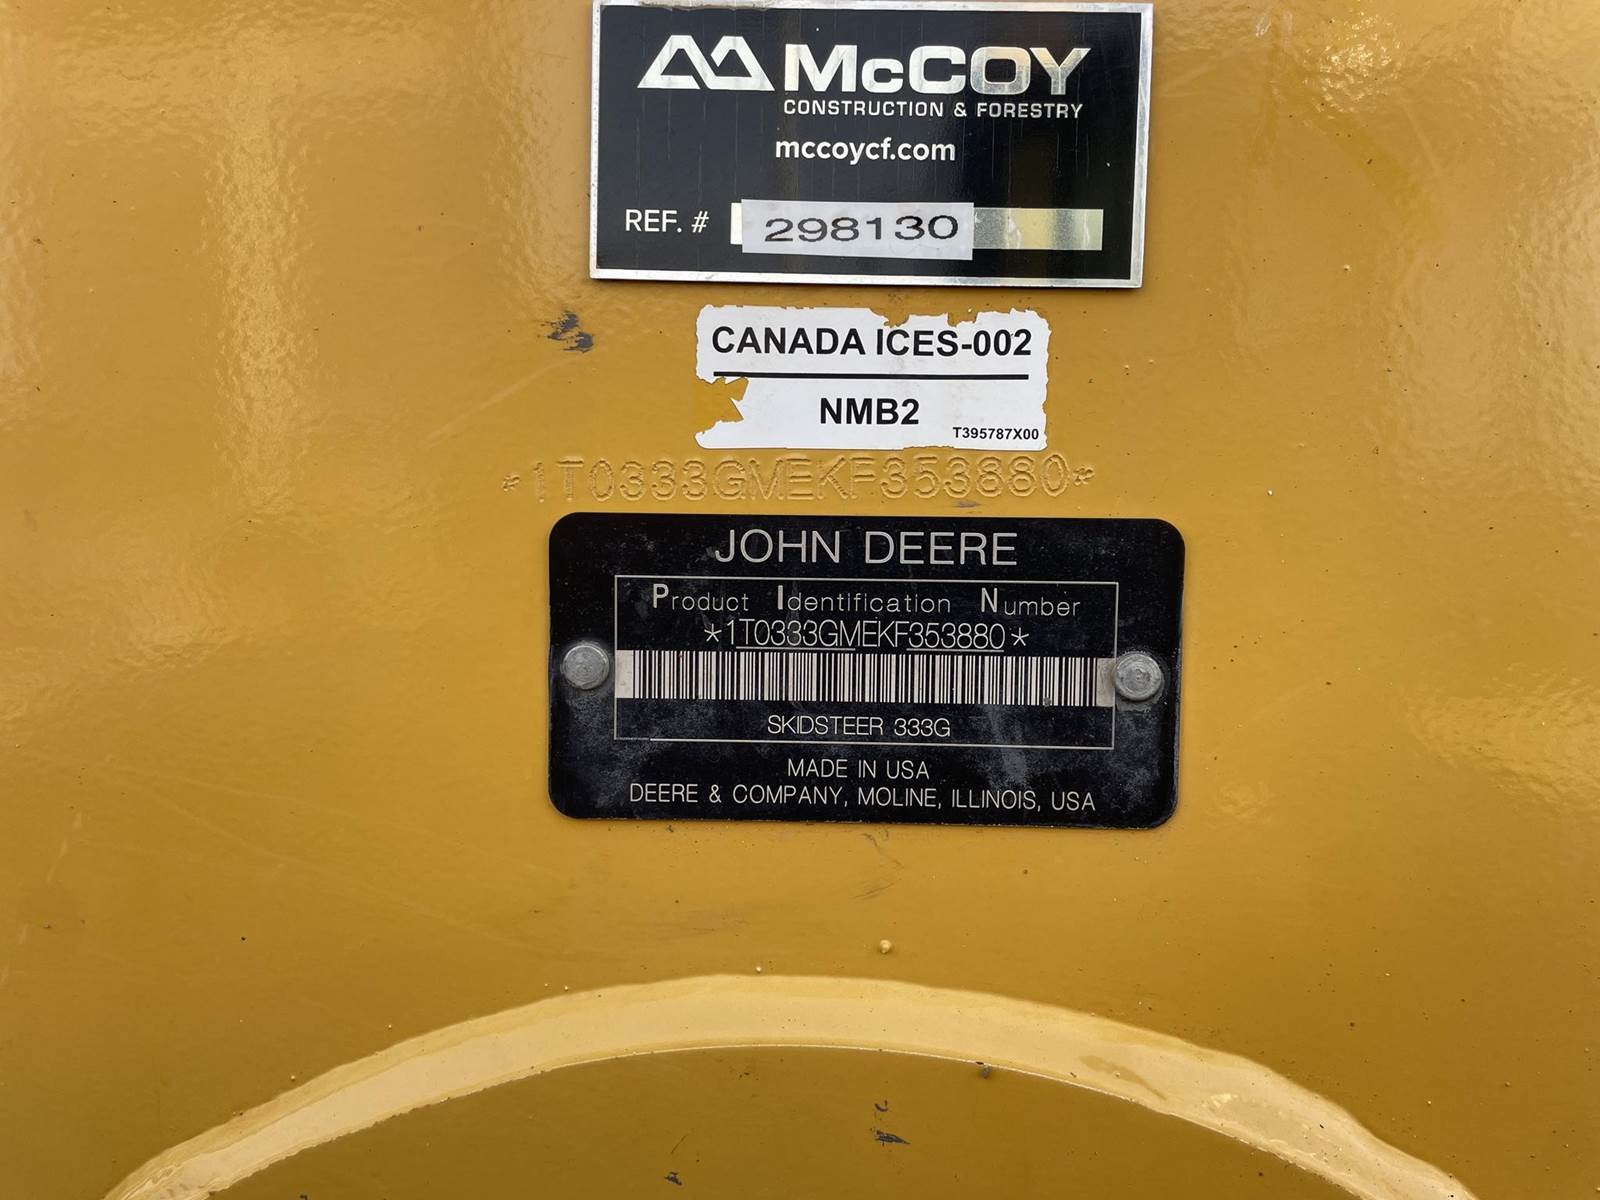 McCOY
CONSTRUCTION & FORESTRY
mccoycf.com
REF. # 298130
CANADA ICES-002
NMB2
T395787X00
*1T0333GMEKF353880*
JOHN DEERE
Product Identification Number
*1T0333GMEKF353880*
SKIDSTEER 333G
MADE IN USA
DEERE & COMPANY, MOLINE, ILLINOIS, USA